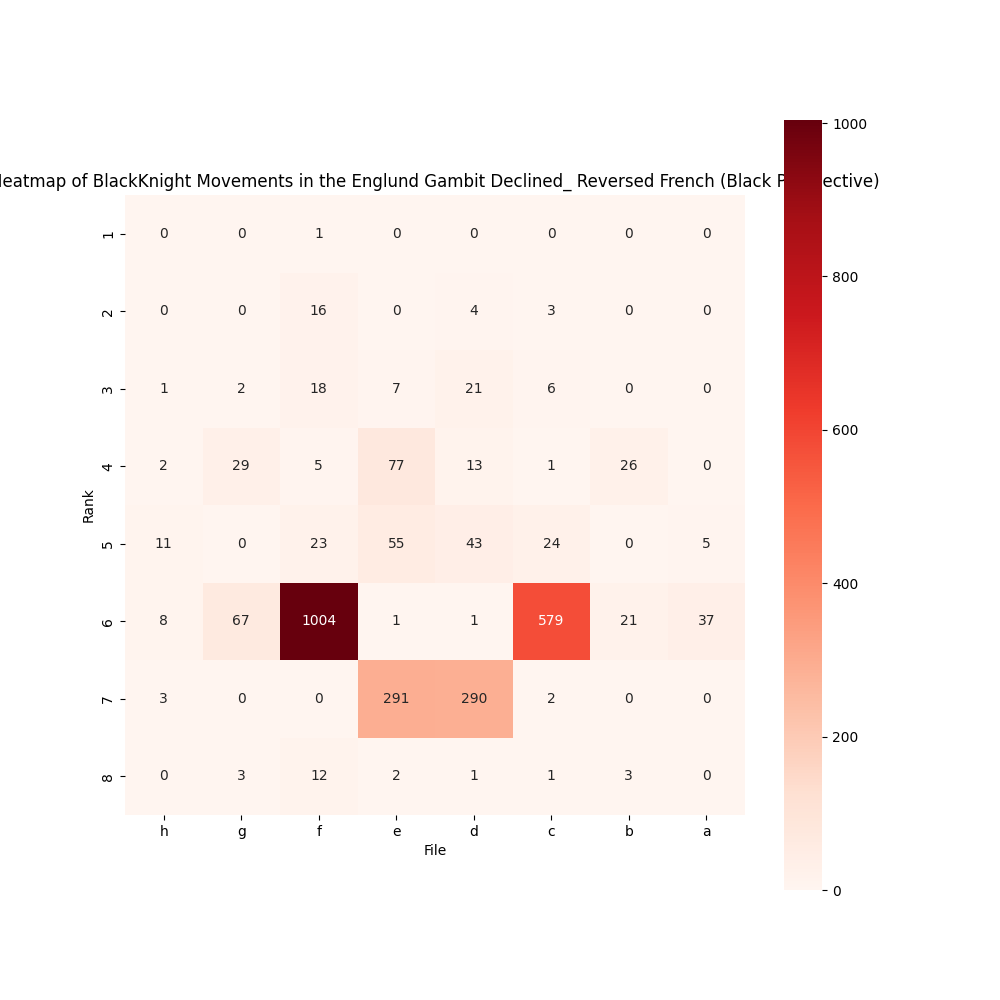 1000
eatmap of BlackKnight Movements in the Englund Gambit Declined_ Reversed French (Black P ective)
1 0 0 1 0 0 0 0 0
800
2 0 0 16 0 4 3 0 0
3 1 2 18 7 21 6 0 0
600
4 2 29 5 77 13 1 26 0
Rank
5 11 0 23 55 43 24 0 5
400
6 8 67 1004 1 1 579 21 37
7 3 0 0 291 290 2 0 0
200
8 0 3 12 2 1 1 3 0
h g f e d c b a
File
0